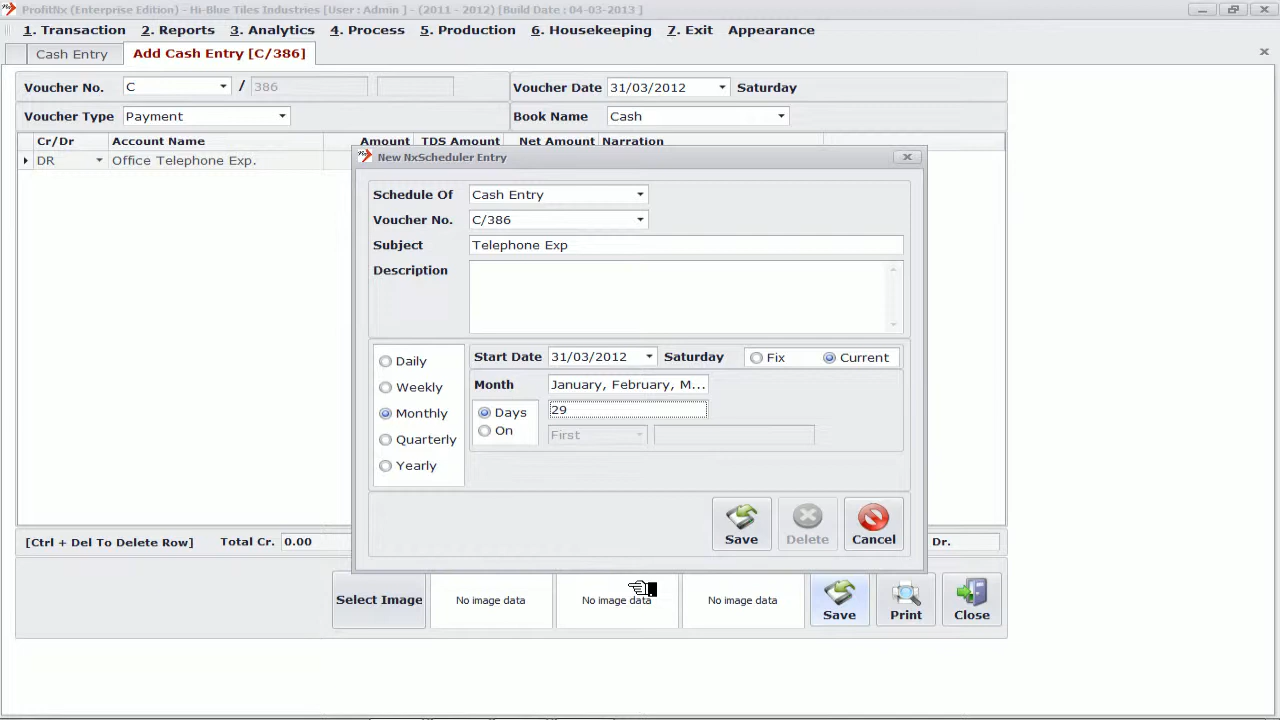 ProfitNx (Enterprise Edition) - Hi-Blue Tiles Industries [User : Admin ] - (2011 - 2012) [Build Date : 04-03-2013 ]
1. Transaction 2. Reports 3. Analytics 4. Process 5. Production 6. Housekeeping 7. Exit Appearance
Cash Entry Add Cash Entry [C/386]
Voucher No. C / 386 Voucher Date 31/03/2012 Saturday
Voucher Type Payment Book Name Cash
Cr/Dr Account Name Amount TDS Amount Net Amount Narration
DR Office Telephone Exp.
New NxScheduler Entry
Schedule Of Cash Entry
Voucher No. C/386
Subject Telephone Exp
Description
Daily
Weekly
Monthly
Quarterly
Yearly
Start Date 31/03/2012 Saturday Fix Current
Month January, February, M...
Days 29
On First
Save Delete Cancel
[Ctrl + Del To Delete Row] Total Cr. 0.00 Dr.
Select Image No image data No image data No image data Save Print Close